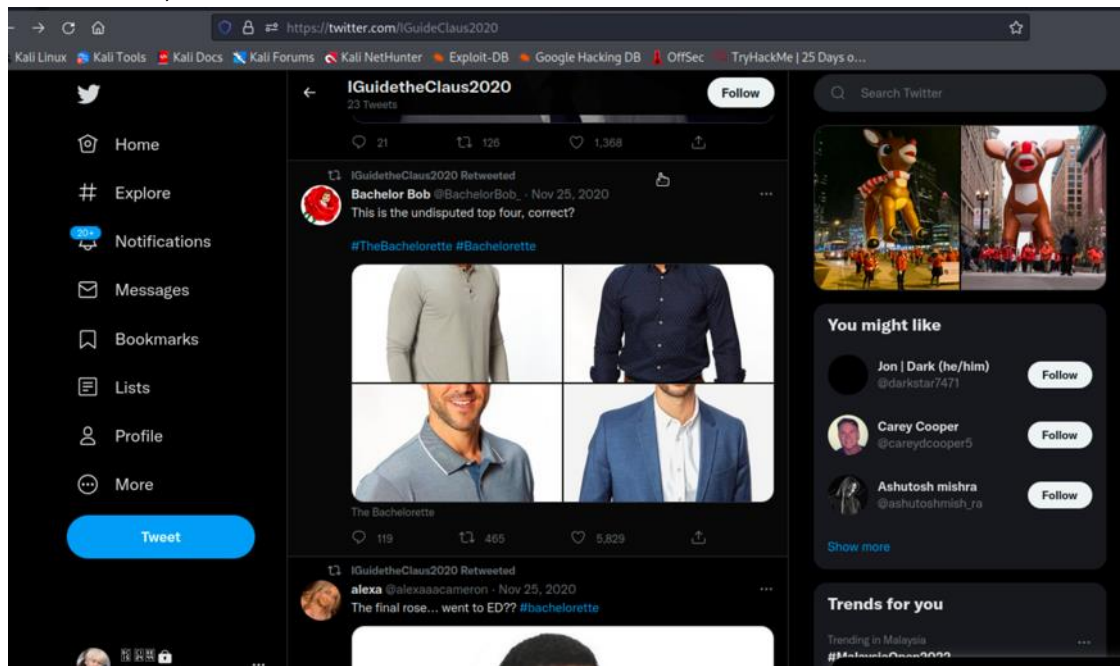 https://twitter.com/IGuideClaus2020
Kali Linux Kali Tools Kali Docs Kali Forums Kali NetHunter Exploit-DB Google Hacking DB OffSec TryHackMe | 25 Days o...
Home
Explore
20+
Notifications
Messages
Bookmarks
Lists
Profile
More
Tweet
IGuidetheClaus2020
23 Tweets
Follow
21 126 1,368
IGuidetheClaus2020 Retweeted
Bachelor Bob @BachelorBob_ · Nov 25, 2020
This is the undisputed top four, correct?
#TheBachelorette #Bachelorette
The Bachelorette
119 465 5,829
IGuidetheClaus2020 Retweeted
alexa @alexaaacameron · Nov 25, 2020
The final rose... went to ED?? #bachelorette
Search Twitter
You might like
Jon | Dark (he/him)
@darkstar7471
Follow
Carey Cooper
@careydcooper5
Follow
Ashutosh mishra
@ashutoshmish_ra
Follow
Show more
Trends for you
Trending in Malaysia
#MalaysiaOpen2022